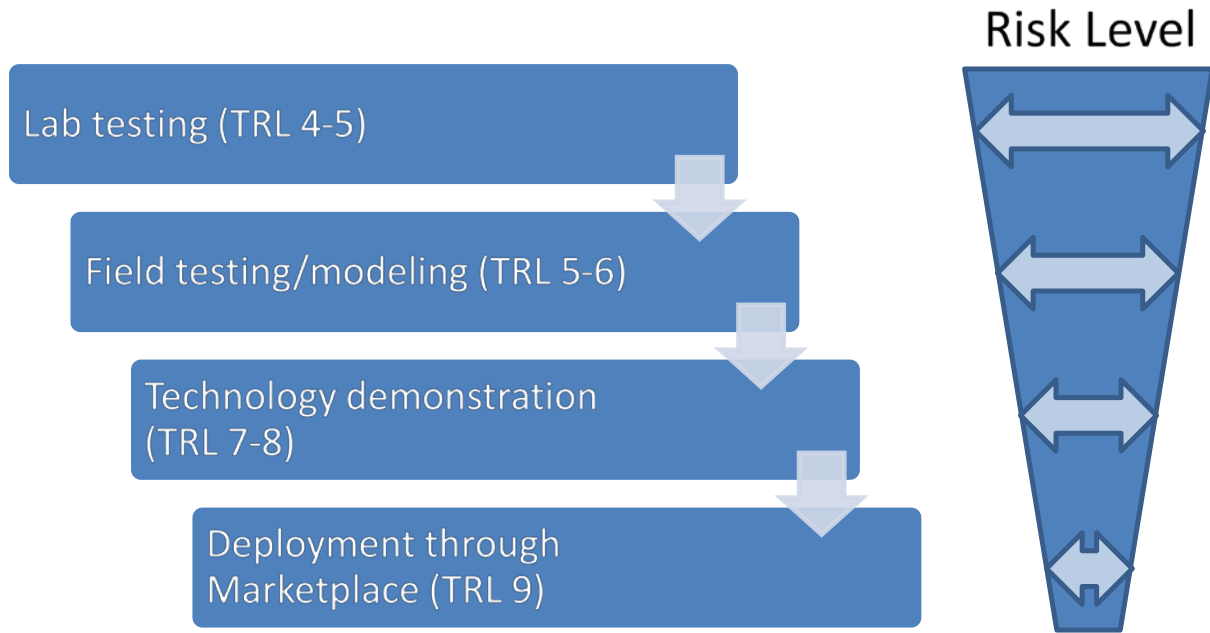 Risk Level
Lab testing (TRL 4-5)
Field testing/modeling (TRL 5-6)
Technology demonstration
(TRL 7-8)
Deployment through
Marketplace (TRL 9)